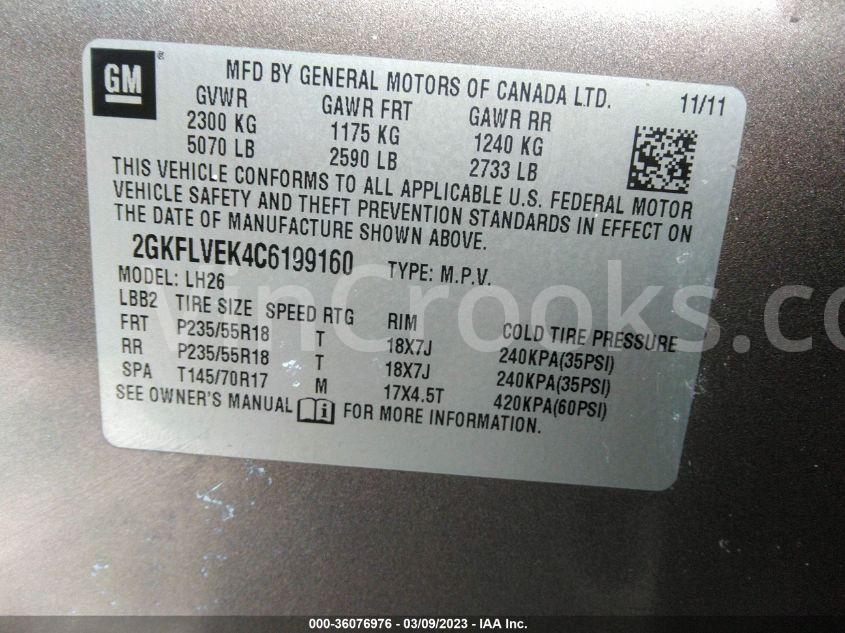 GM ®
MFD BY GENERAL MOTORS OF CANADA LTD. 11/11
GVWR GAWR FRT GAWR RR
2300 KG 1175 KG 1240 KG
5070 LB 2590 LB 2733 LB
THIS VEHICLE CONFORMS TO ALL APPLICABLE U.S. FEDERAL MOTOR
VEHICLE SAFETY AND THEFT PREVENTION STANDARDS IN EFFECT ON
THE DATE OF MANUFACTURE SHOWN ABOVE.
2GKFLVEK4C6199160 TYPE: M.P.V.
MODEL: LH26
LBB2 TIRE SIZE SPEED RTG RIM COLD TIRE PRESSURE
FRT P235/55R18 T 18X7J 240KPA(35PSI)
RR P235/55R18 T 18X7J 240KPA(35PSI)
SPA T145/70R17 M 17X4.5T 420KPA(60PSI)
SEE OWNER'S MANUAL i FOR MORE INFORMATION.
VinCrooks.co
000-36076976 - 03/09/2023 - IAA Inc.